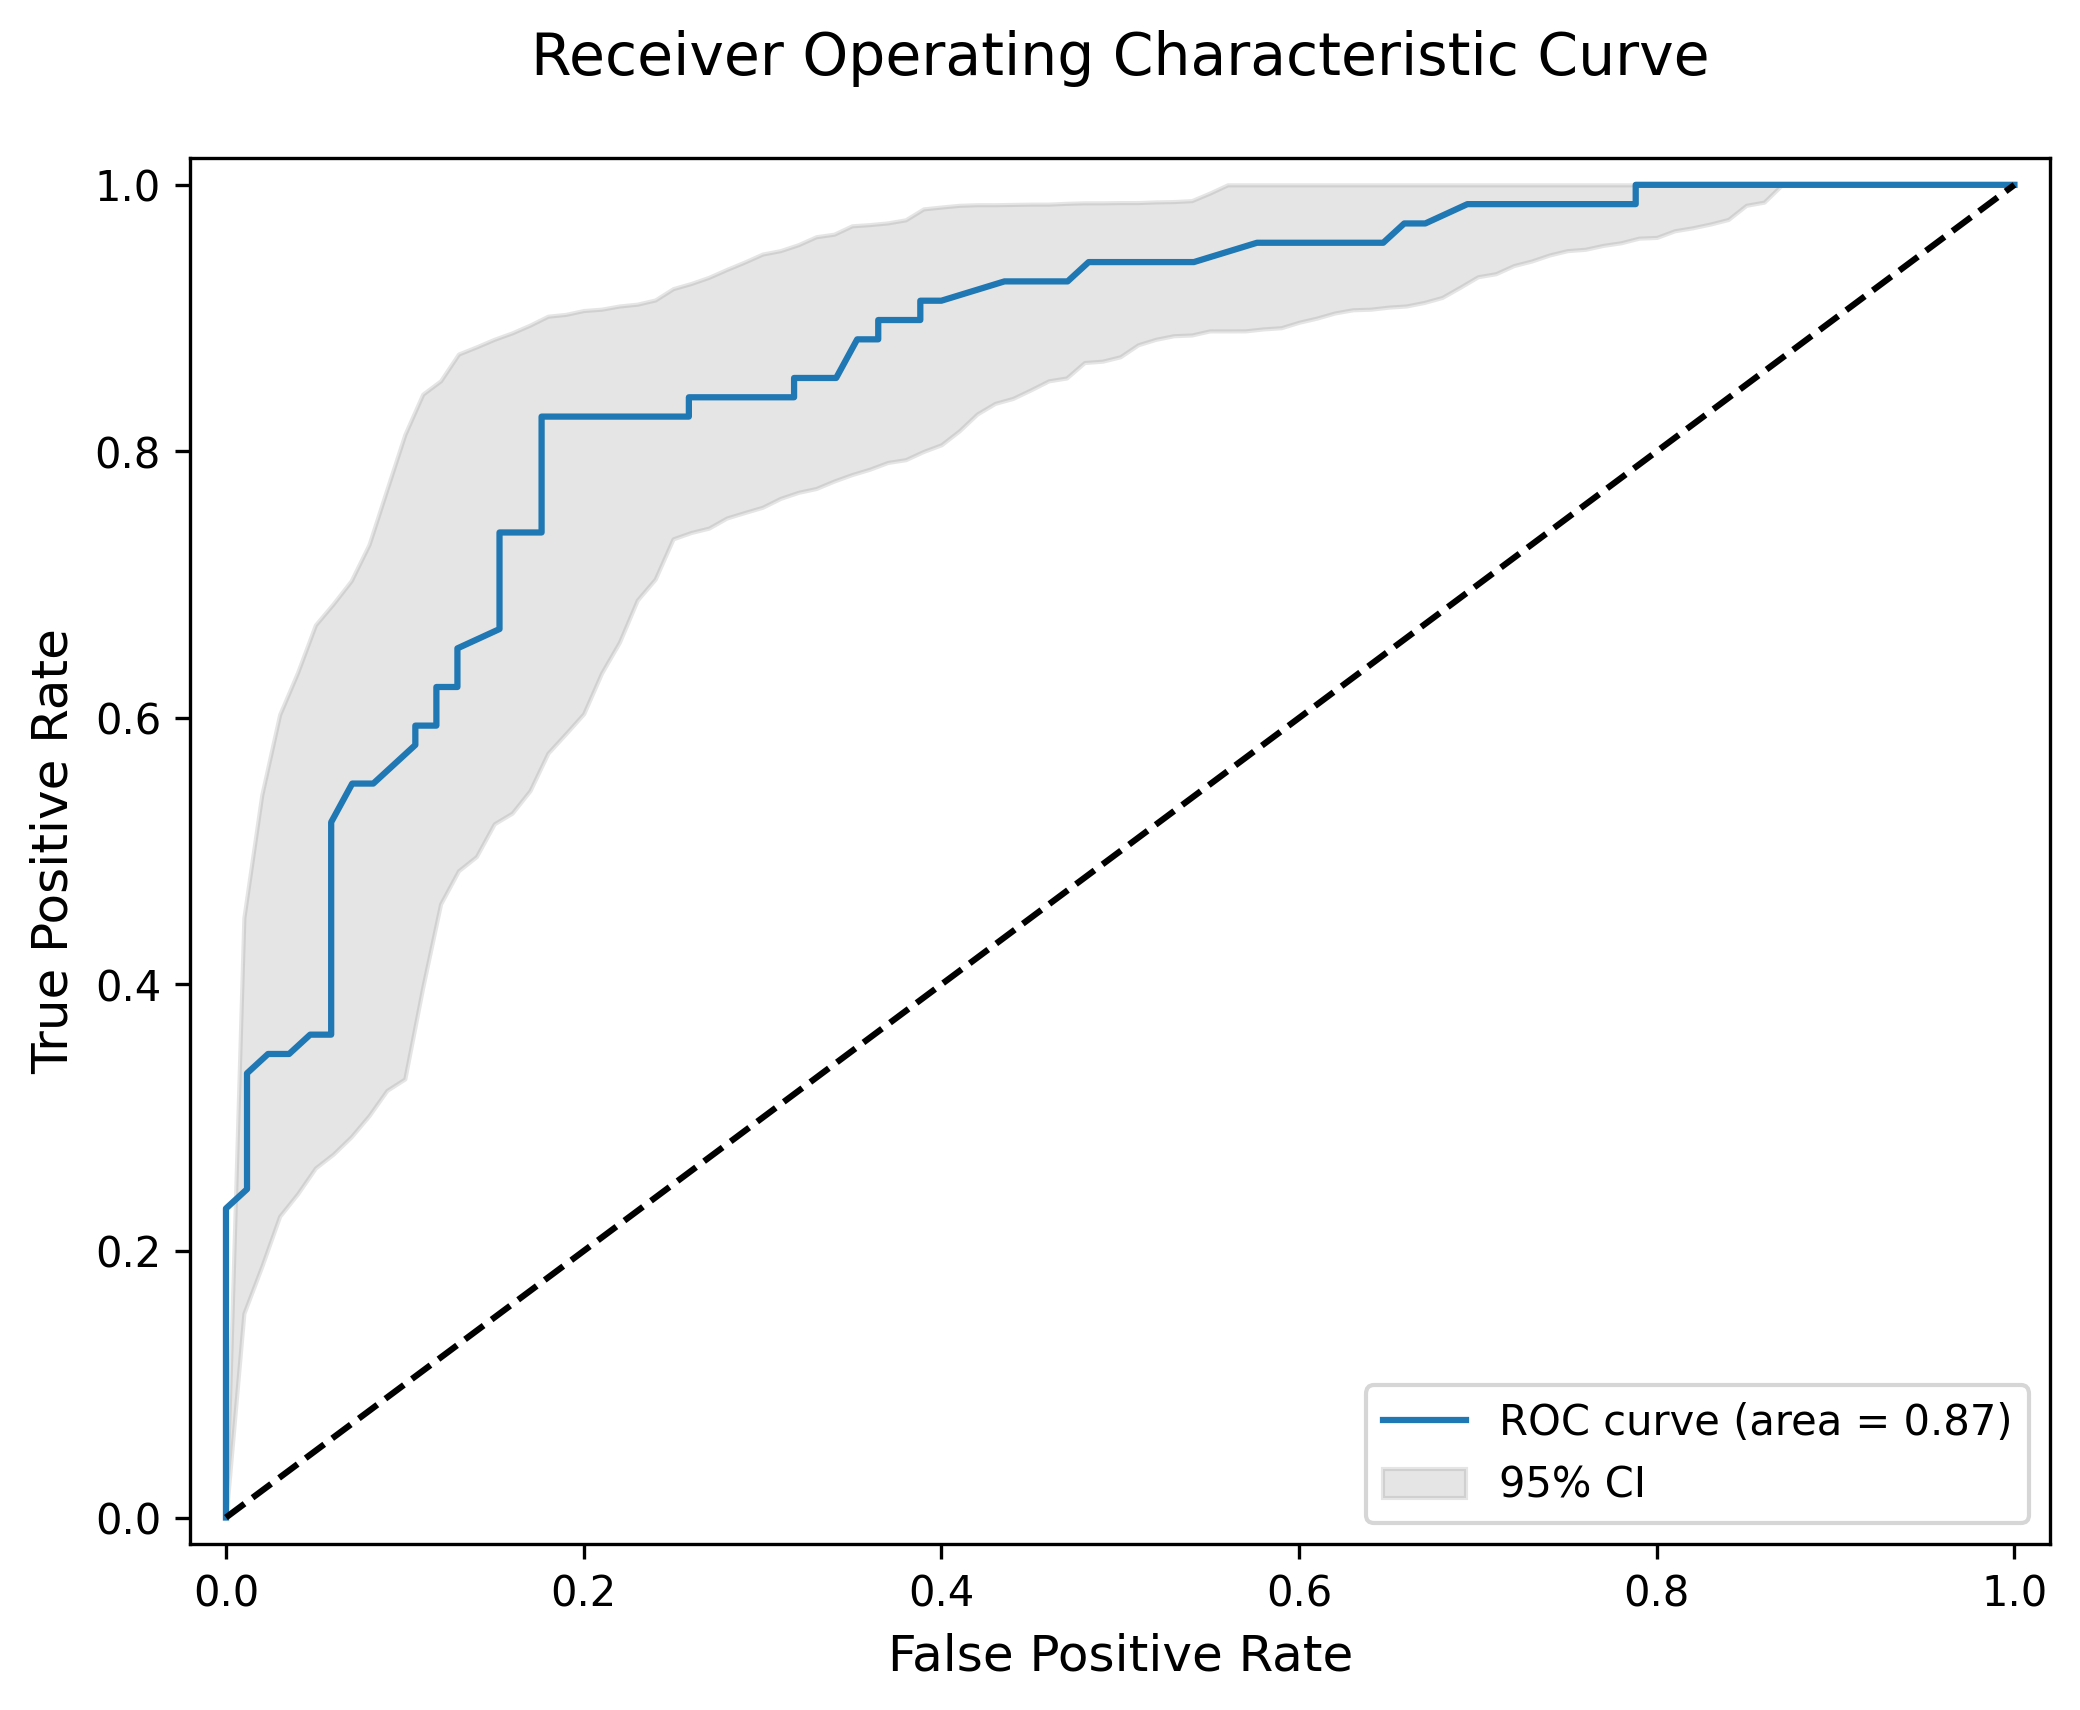 Receiver Operating Characteristic Curve
1.0
0.8
0.6
0.4
0.2
0.0
True Positive Rate
ROC curve (area = 0.87)
95% CI
0.0 0.2 0.4 0.6 0.8 1.0
False Positive Rate